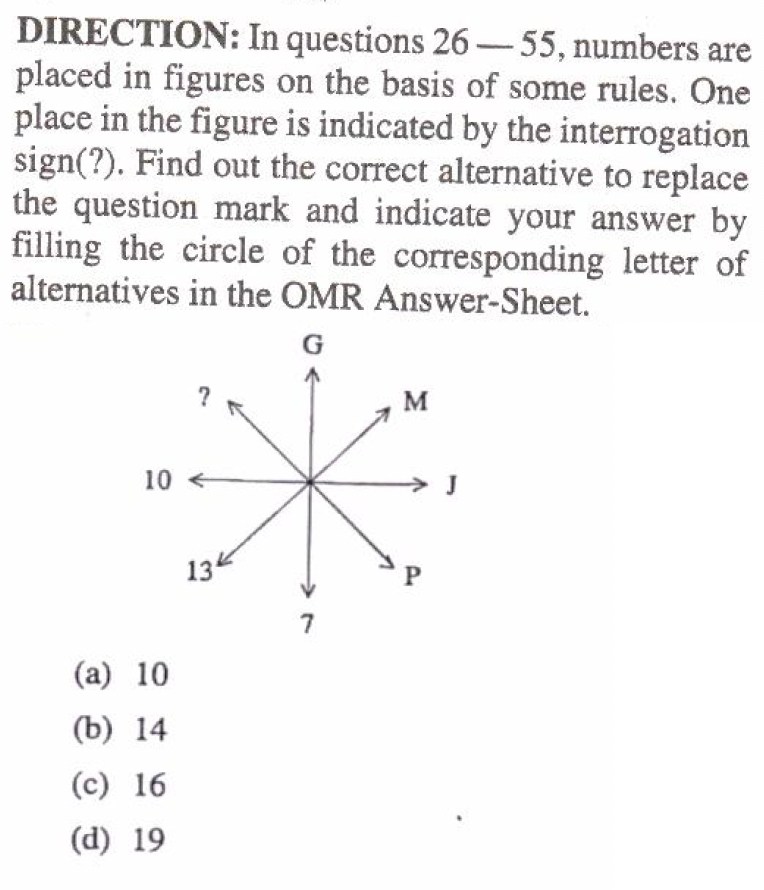 DIRECTION: In questions 26 — 55, numbers are
placed in figures on the basis of some rules. One
place in the figure is indicated by the interrogation
sign(?). Find out the correct alternative to replace
the question mark and indicate your answer by
filling the circle of the corresponding letter of
alternatives in the OMR Answer-Sheet.
G
? M
10 J
13 P
7
(a) 10
(b) 14
(c) 16
(d) 19